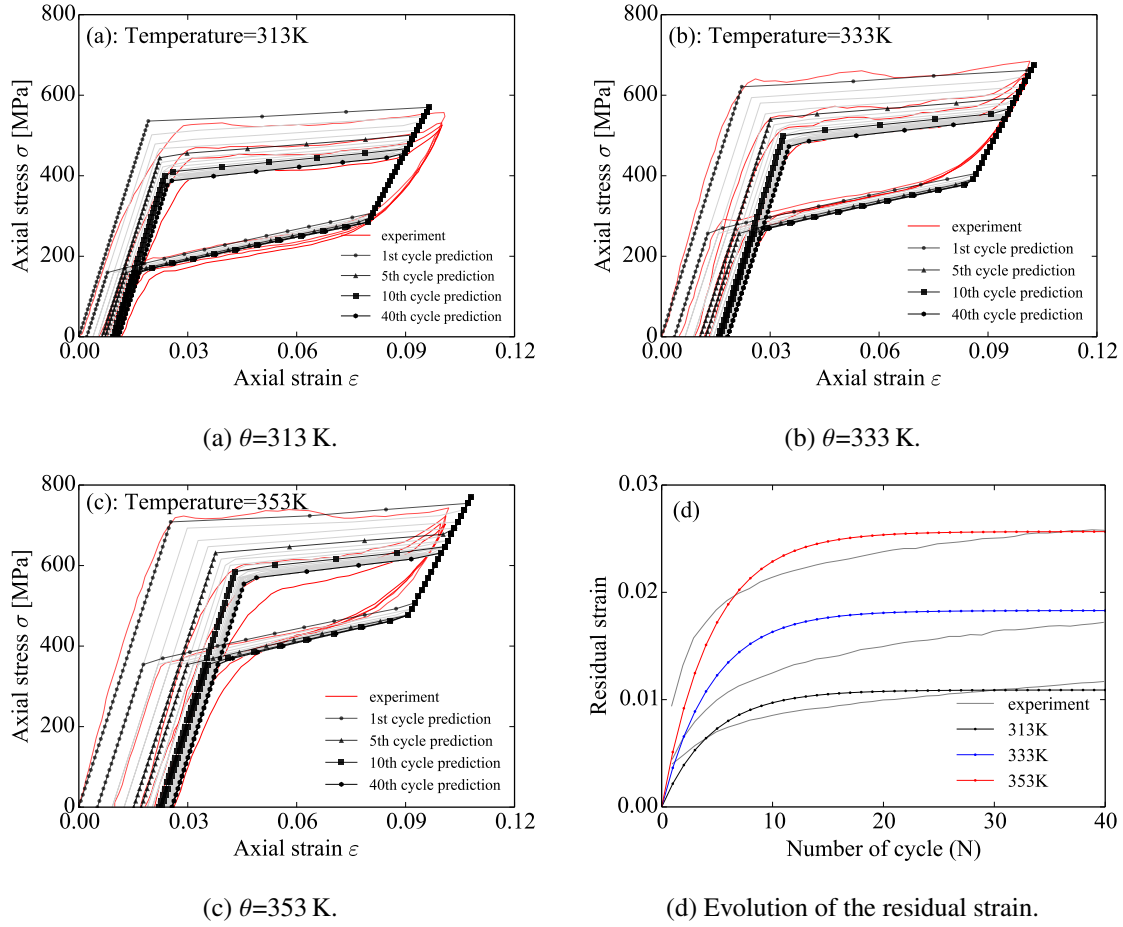 (a): Temperature=313K
800
600
400
200
0
Axial stress σ [MPa]
experiment
1st cycle prediction
5th cycle prediction
10th cycle prediction
40th cycle prediction
0.00 0.03 0.06 0.09 0.12
Axial strain ε
(a) θ=313 K.
(b): Temperature=333K
800
600
400
200
0
Axial stress σ [MPa]
experiment
1st cycle prediction
5th cycle prediction
10th cycle prediction
40th cycle prediction
0.00 0.03 0.06 0.09 0.12
Axial strain ε
(b) θ=333 K.
(c): Temperature=353K
800
600
400
200
0
Axial stress σ [MPa]
experiment
1st cycle prediction
5th cycle prediction
10th cycle prediction
40th cycle prediction
0.00 0.03 0.06 0.09 0.12
Axial strain ε
(c) θ=353 K.
(d)
0.03
0.02
0.01
0.00
Residual strain
experiment
313K
333K
353K
0 10 20 30 40
Number of cycle (N)
(d) Evolution of the residual strain.